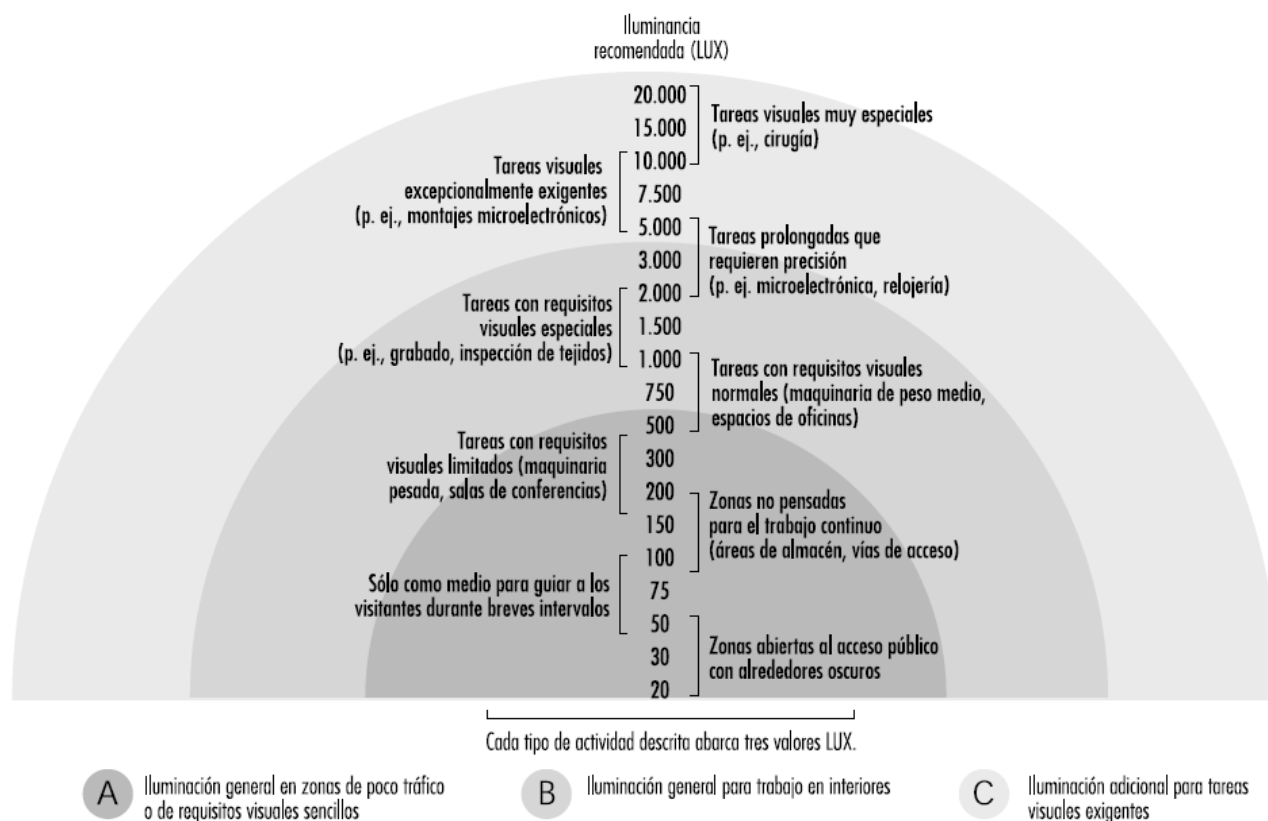 Iluminancia
recomendada (LUX)
20.000
15.000
10.000
7.500
5.000
3.000
2.000
1.500
1.000
750
500
300
200
150
100
75
50
30
20
Tareas visuales muy especiales
(p. ej., cirugía)
Tareas visuales
excepcionalmente exigentes
(p. ej., montajes microelectrónicos)
Tareas prolongadas que
requieren precisión
(p. ej. microelectrónica, relojería)
Tareas con requisitos
visuales especiales
(p. ej., grabado, inspección de tejidos)
Tareas con requisitos visuales
normales (maquinaria de peso medio,
espacios de oficinas)
Tareas con requisitos
visuales limitados (maquinaria
pesada, salas de conferencias)
Zonas no pensadas
para el trabajo continuo
(áreas de almacén, vías de acceso)
Sólo como medio para guiar a los
visitantes durante breves intervalos
Zonas abiertas al acceso público
con alrededores oscuros
Cada tipo de actividad descrita abarca tres valores LUX.
A
Iluminación general en zonas de poco tráfico
o de requisitos visuales sencillos
B
Iluminación general para trabajo en interiores
C
Iluminación adicional para tareas
visuales exigentes